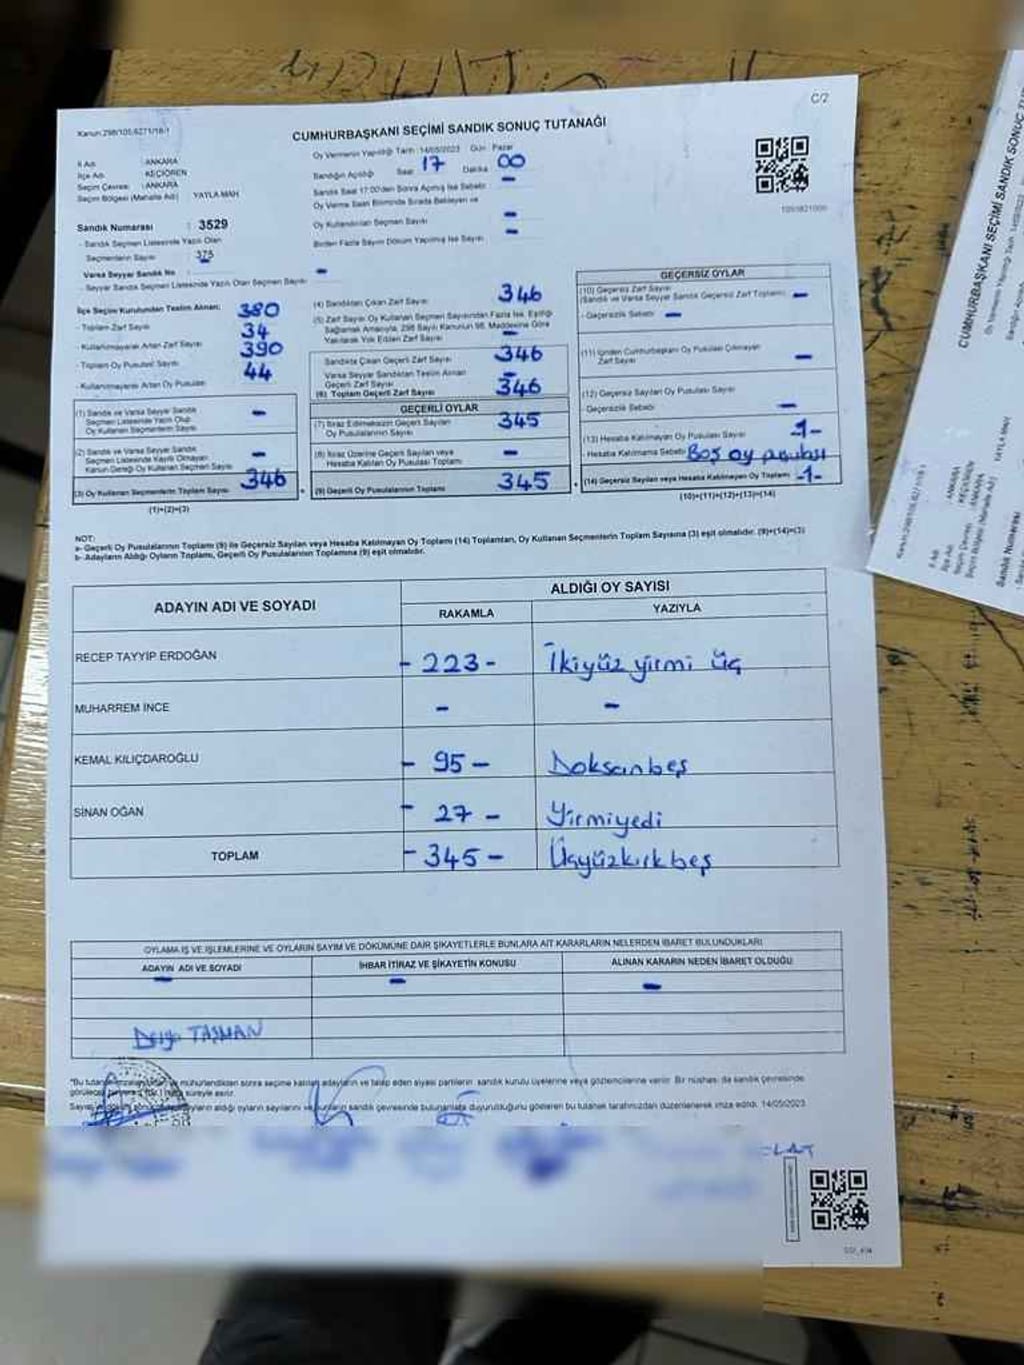 C/2
Kanun:298/105,6271/18-1
CUMHURBAŞKANI SEÇİMİ SANDIK SONUÇ TUTANAĞI
İl Adı : ANKARA
İlçe Adı : KEÇİÖREN
Seçim Çevresi : ANKARA
Seçim Bölgesi (Mahalle Adı) YAYLA MAH
Oy Vermenin Yapıldığı Tarih :14/05/2023 Gün : Pazar
Sandığın Açıldığı Saat 17 Dakika 00
Sandık Saat 17:00'den Sonra Açılmış İse Sebebi -
Oy Verme Saati Bitiminde Sırada Bekleyen ve
Oy Kullandırılan Seçmen Sayısı -
Birden Fazla Sayım Döküm Yapılmış İse Sayısı -
Sandık Numarası : 3529
- Sandık Seçmen Listesinde Yazılı Olan
Seçmenlerin Sayısı : 375
Varsa Seyyar Sandık No :
- Seyyar Sandık Seçmen Listesinde Yazılı Olan Seçmen Sayısı -
İlçe Seçim Kurulundan Teslim Alınan; 380
- Toplam Zarf Sayısı 34
- Kullanılmayarak Artan Zarf Sayısı 390
- Toplam Oy Pusulası Sayısı 44
- Kullanılmayarak Artan Oy Pusulası
(1) Sandık ve Varsa Seyyar Sandık
Seçmen Listesinde Yazılı Olup
Oy Kullanan Seçmenlerin Sayısı -
(2) Sandık ve Varsa Seyyar Sandık
Seçmen Listesinde Kayıtlı Olmayan
Kanun Gereği Oy Kullanan Seçmen Sayısı -
(3) Oy Kullanan Seçmenlerin Toplam Sayısı 346
(1)+(2)=(3)
(4) Sandıktan Çıkan Zarf Sayısı 346
(5) Zarf Sayısı Oy Kullanan Seçmen Sayısından Fazla İse, Eşitliği
Sağlamak Amacıyla, 298 Sayılı Kanunun 98. Maddesine Göre
Yakılarak Yok Edilen Zarf Sayısı -
Sandıkta Çıkan Geçerli Zarf Sayısı 346
Varsa Seyyar Sandıktan Teslim Alınan
Geçerli Zarf Sayısı -
(6) Toplam Geçerli Zarf Sayısı 346
GEÇERLİ OYLAR
(7) İtiraz Edilmeksizin Geçerli Sayılan
Oy Pusulalarının Sayısı 345
(8) İtiraz Üzerine Geçerli Sayılan veya
Hesaba Katılan Oy Pusulası Toplamı -
(9) Geçerli Oy Pusulalarının Toplamı 345
GEÇERSİZ OYLAR
(10) Geçersiz Zarf Sayısı
(Sandık ve Varsa Seyyar Sandık Geçersiz Zarf Toplamı) -
- Geçersizlik Sebebi -
(11) İçinden Cumhurbaşkanı Oy Pusulası Çıkmayan
Zarf Sayısı -
(12) Geçersiz Sayılan Oy Pusulası Sayısı
- Geçersizlik Sebebi -
(13) Hesaba Katılmayan Oy Pusulası Sayısı -1-
- Hesaba Katılmama Sebebi Boş oy pusulası
(14) Geçersiz Sayılan veya Hesaba Katılmayan Oy Toplamı -1-
(10)+(11)+(12)+(13)=(14)
NOT:
a- Geçerli Oy Pusulalarının Toplamı (9) ile Geçersiz Sayılan veya Hesaba Katılmayan Oy Toplamı (14) Toplamları, Oy Kullanan Seçmenlerin Toplam Sayısına (3) eşit olmalıdır. (9)+(14)=(3)
b- Adayların Aldığı Oyların Toplamı, Geçerli Oy Pusulalarının Toplamına (9) eşit olmalıdır.
ADAYIN ADI VE SOYADI ALDIĞI OY SAYISI
RAKAMLA YAZIYLA
RECEP TAYYİP ERDOĞAN - 223 - İkiyüz yirmi üç
MUHARREM İNCE - -
KEMAL KILIÇDAROĞLU - 95 - Doksanbeş
SİNAN OĞAN - 27 - Yirmiyedi
TOPLAM - 345 - Üçyüzkırkbeş
OYLAMA İŞ VE İŞLEMLERİNE VE OYLARIN SAYIM VE DÖKÜMÜNE DAİR ŞİKAYETLERLE BUNLARA AİT KARARLARIN NELERDEN İBARET BULUNDUKLARI
ADAYIN ADI VE SOYADI İHBAR İTİRAZ VE ŞİKAYETİN KONUSU ALINAN KARARIN NEDEN İBARET OLDUĞU
- - -
TAŞMAN
mühürlendikten sonra seçime katılan adayların ve talep eden siyasi partilerin sandık kurulu üyelerine veya gözlemcilerine verilir. Bir nüshası da sandık çevresinde
süreyle asılır.
aldığı oyların sayılarını ve sandık çevresinde bulunanlara duyurulduğunu gösteren bu tutanak tarafımızdan düzenlenerek imza edildi. 14/05/2023
CUMHURBAŞKANI SEÇİMİ SANDIK SONUÇ